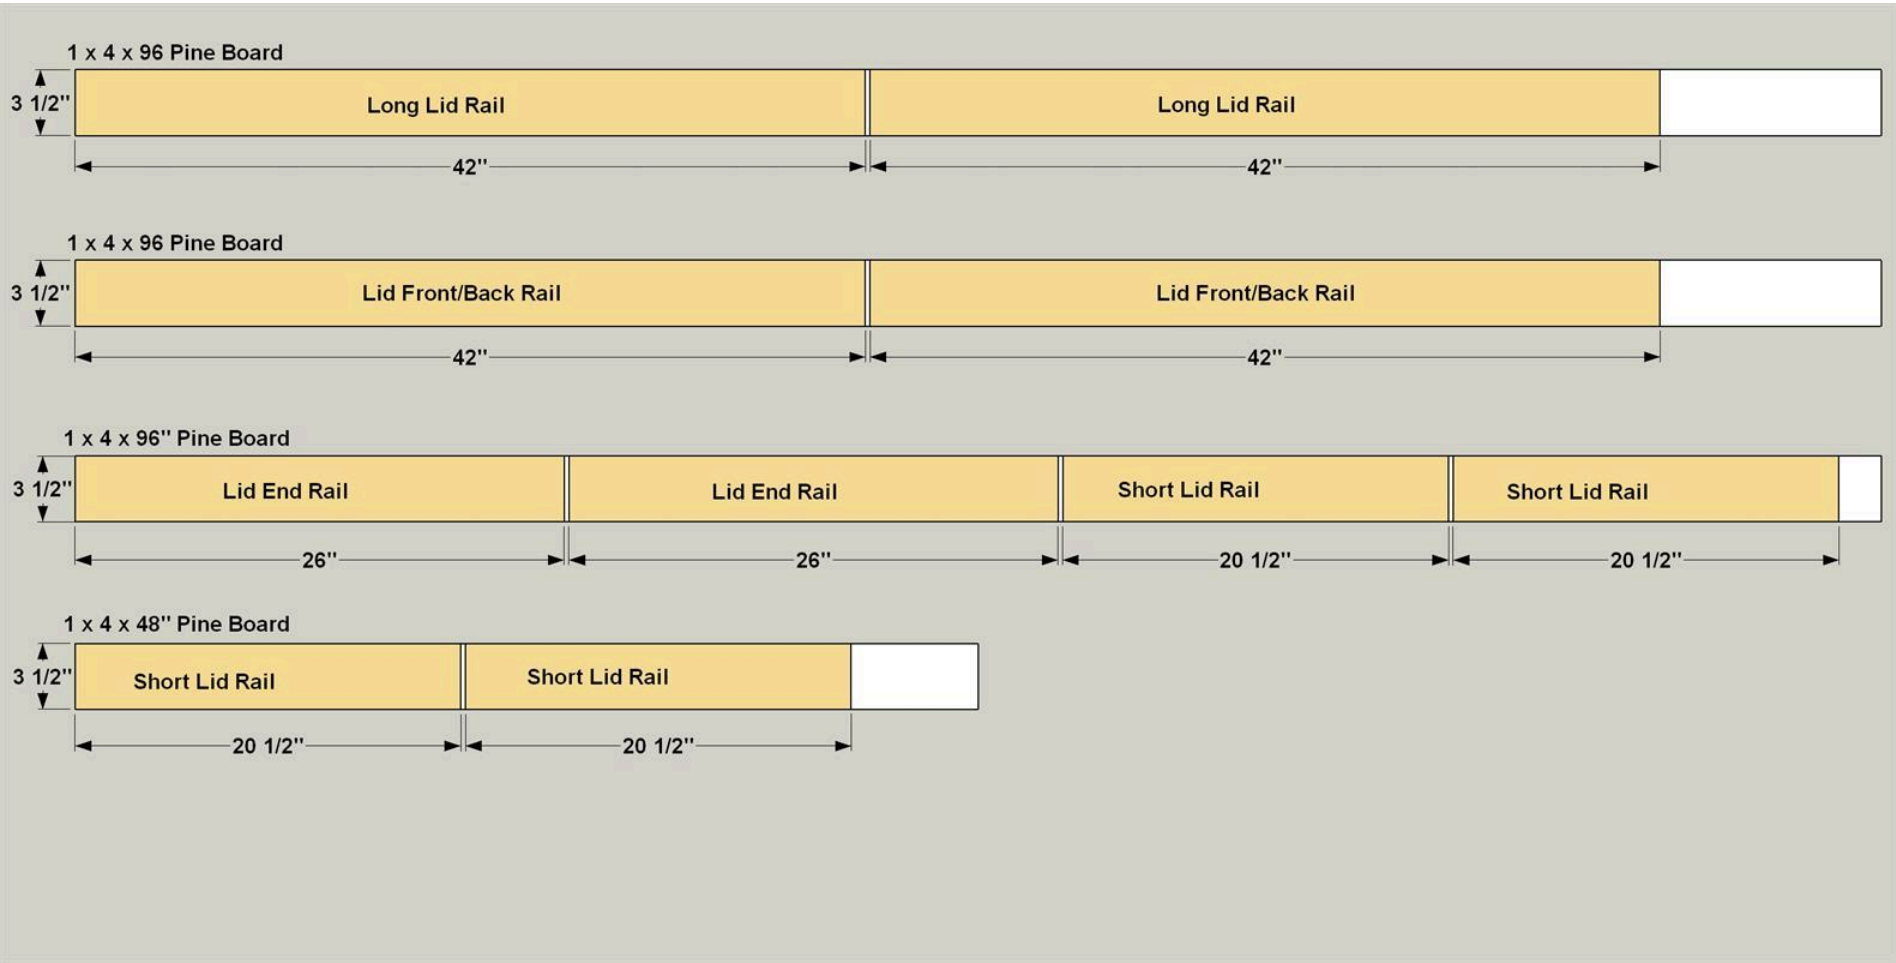 1 x 4 x 96 Pine Board
3 1/2"
Long Lid Rail
Long Lid Rail
42"
42"
1 x 4 x 96 Pine Board
3 1/2"
Lid Front/Back Rail
Lid Front/Back Rail
42"
42"
1 x 4 x 96" Pine Board
3 1/2"
Lid End Rail
Lid End Rail
Short Lid Rail
Short Lid Rail
26"
26"
20 1/2"
20 1/2"
1 x 4 x 48" Pine Board
3 1/2"
Short Lid Rail
Short Lid Rail
20 1/2"
20 1/2"